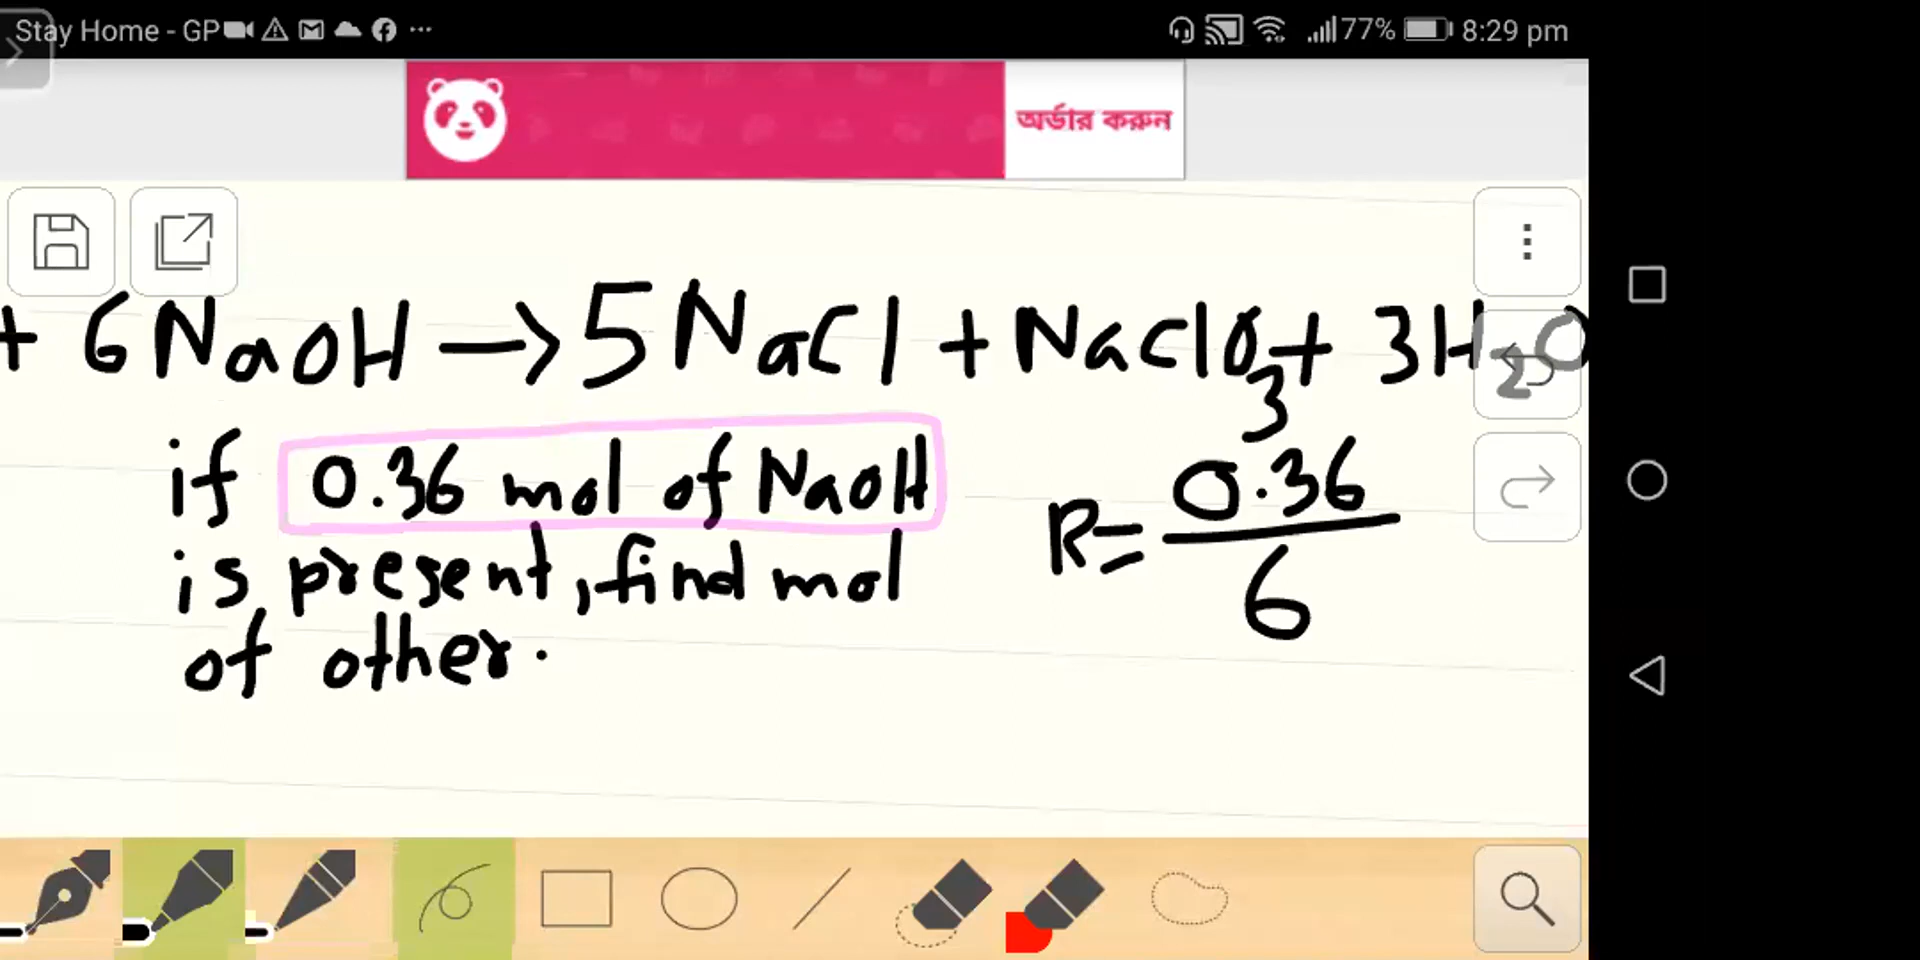 Stay Home - GP
77% 8:29 pm
অর্ডার করুন
+ 6NaOH → 5NaCl + NaClO₃ + 3H₂O
if 0.36 mol of NaOH
is present, find mol
of other.
R = 0.36
6